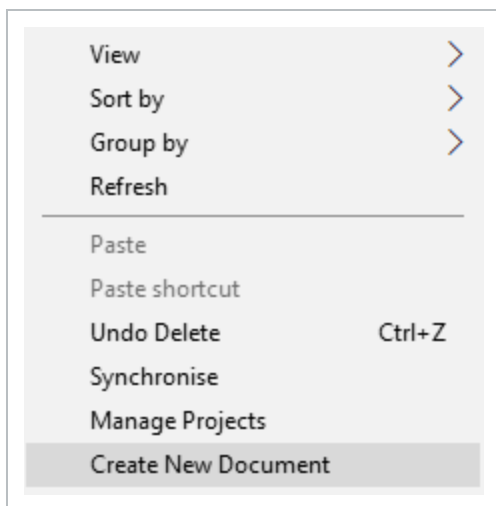 View
Sort by
Group by
Refresh
Paste
Paste shortcut
Undo Delete Ctrl+Z
Synchronise
Manage Projects
Create New Document